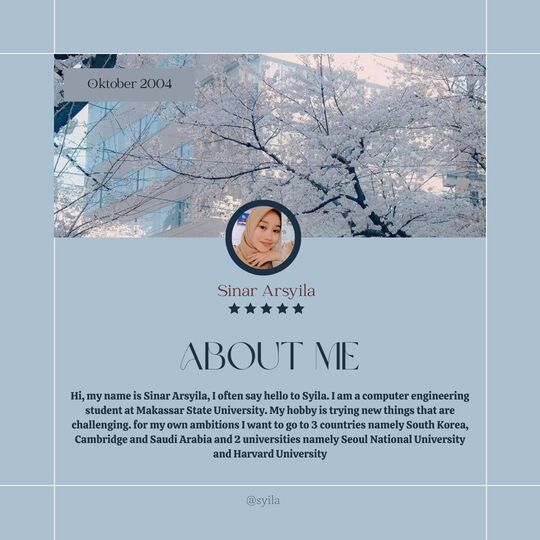 Oktober 2004
Sinar Arsyila
ABOUT ME
Hi, my name is Sinar Arsyila, I often say hello to Syila. I am a computer engineering
student at Makassar State University. My hobby is trying new things that are
challenging. for my own ambitions I want to go to 3 countries namely South Korea,
Cambridge and Saudi Arabia and 2 universities namely Seoul National University
and Harvard University
@syila